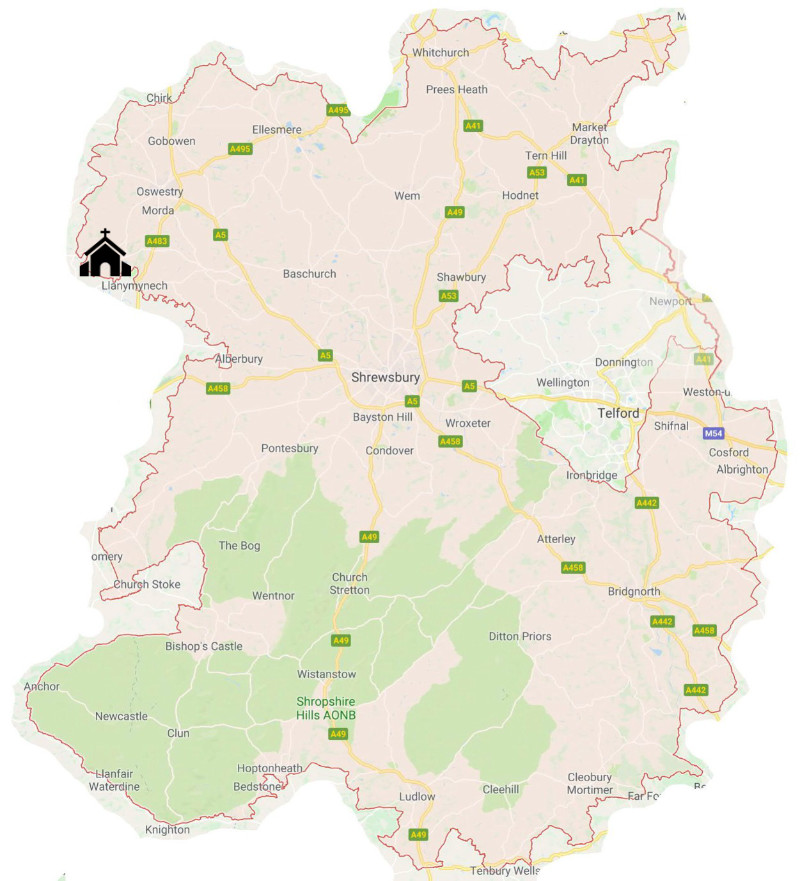 M
Whitchurch
Prees Heath
Chirk
A495
A41
Ellesmere
Market
Drayton
Gobowen
A495
Tern Hill
A53
A41
Oswestry
Wem
Hodnet
Morda
A49
A483
A5
Baschurch
Shawbury
Llanymynech
A53
Newport
Alberbury
A5
Donnington
A41
Shrewsbury
Wellington
A458
A5
Weston-u
A5
Telford
Bayston Hill
Wroxeter
Shifnal
M54
A458
Pontesbury
Condover
Cosford
Albrighton
Ironbridge
A442
A49
Atterley
The Bog
omery
A458
Church Stoke
Church
Stretton
Wentnor
Bridgnorth
A442
A458
Ditton Priors
A49
Bishop's Castle
Wistanstow
Anchor
A442
Shropshire
Hills AONB
Newcastle
Clun
A49
Llanfair
Waterdine
Hoptonheath
Bedstone
Cleobury
Mortimer
Cleehill
Ludlow
Far Fo
Knighton
A49
Tenbury Wells